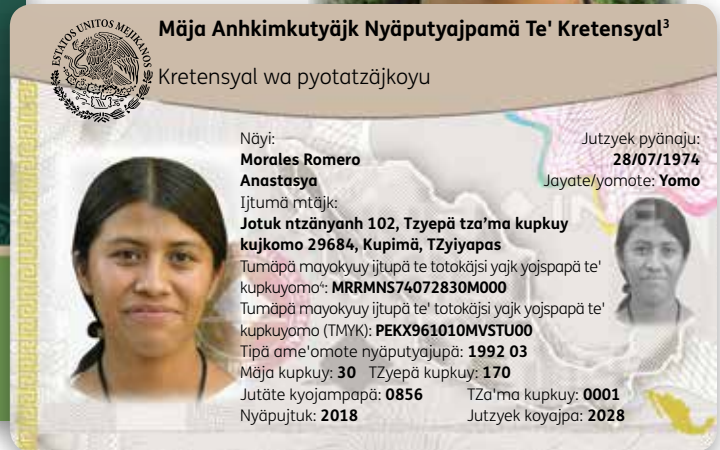 ESTATOS UNITOS MEJIKANOS
Mäja Anhkimkutyäjk Nyäputyajpamä Te' Kretensyal³
Kretensyal wa pyotatzäjkoyu
Näyi:
Morales Romero
Anastasya
Jutzyek pyänaju:
28/07/1974
Jayate/yomote: Yomo
Ijtumä mtäjk:
Jotuk ntzänyanh 102, Tzyepä tza'ma kupkuy
kujkomo 29684, Kupimä, TZyiyapas
Tumäpä mayokyuy ijtupä te totokäjsi yajk yojspapä te'
kupkuyomo⁴: MRRMNS74072830M000
Tumäpä mayokyuy ijtupä te' totokäjsi yajk yojspapä te'
kupkuyomo (TMYK): PEKX961010MVSTU00
Tipä ame'omote nyäputyajupä: 1992 03
Mäja kupkuy: 30 TZyepä kupkuy: 170
Jutäte kyojampapä: 0856 TZa'ma kupkuy: 0001
Nyäpujtuk: 2018 Jutzyek koyajpa: 2028